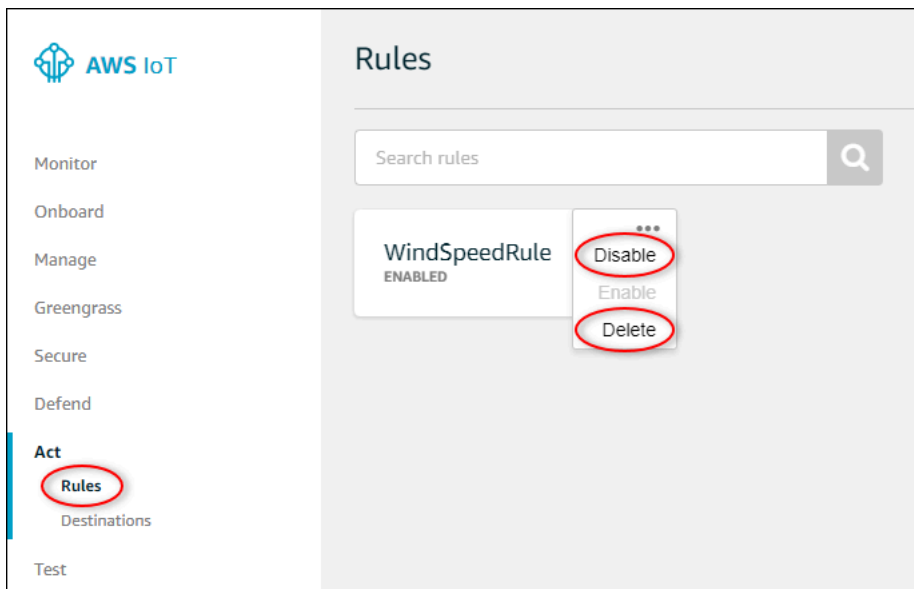 AWS IoT
Monitor
Onboard
Manage
Greengrass
Secure
Defend
Act
Rules
Destinations
Test
Rules
Search rules
WindSpeedRule
ENABLED
Disable
Enable
Delete